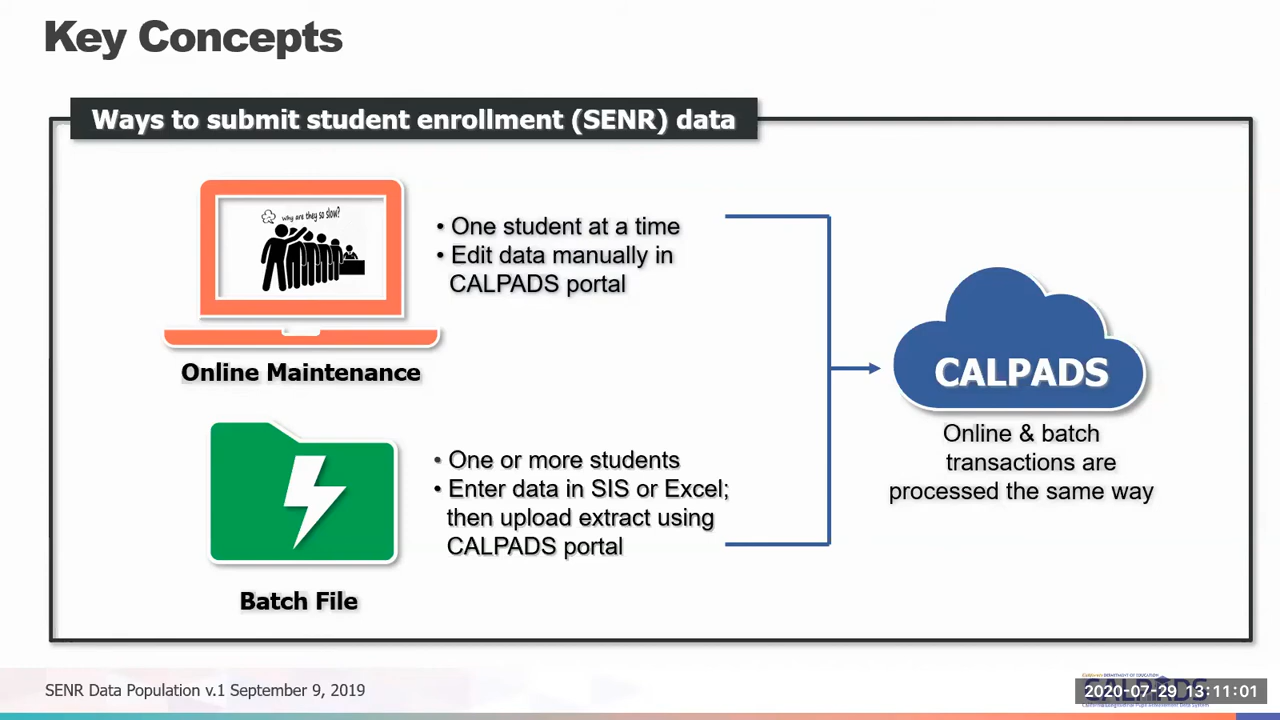 Key Concepts
Ways to submit student enrollment (SENR) data
why are they so slow?
• One student at a time
• Edit data manually in
CALPADS portal
Online Maintenance
CALPADS
Online & batch
transactions are
processed the same way
• One or more students
• Enter data in SIS or Excel;
then upload extract using
CALPADS portal
Batch File
SENR Data Population v.1 September 9, 2019
2020-07-29 13:11:01